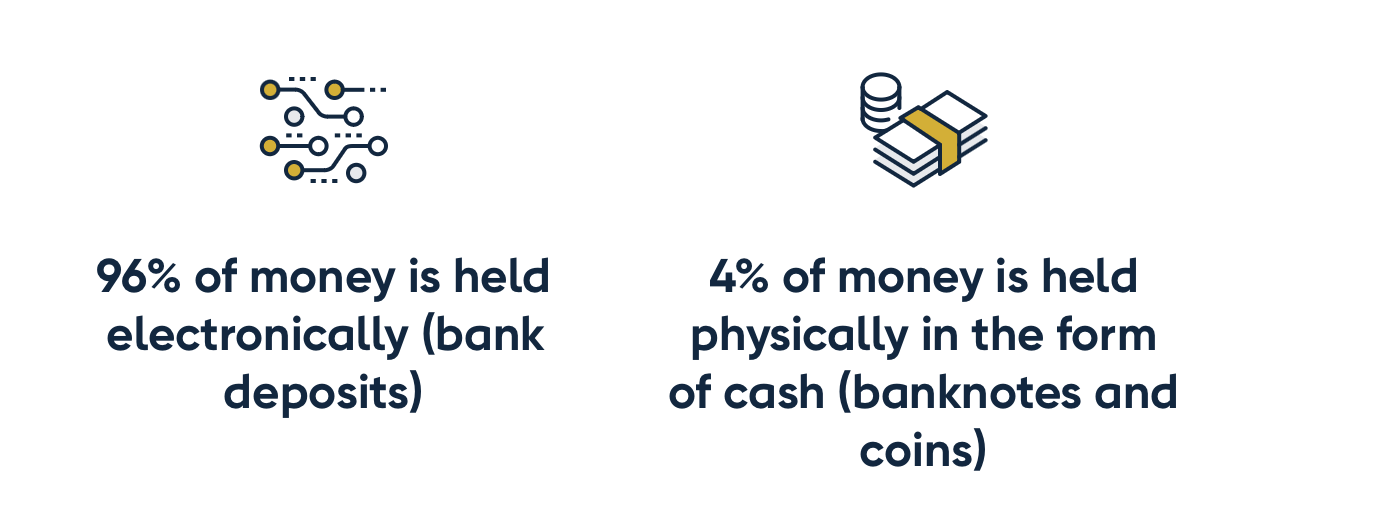 96% of money is held
electronically (bank
deposits)
4% of money is held
physically in the form
of cash (banknotes and
coins)